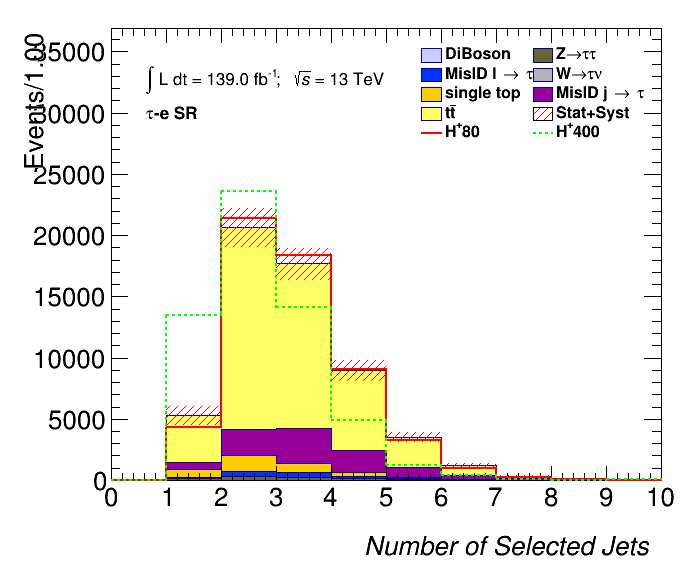 Events/1.00
35000
30000
25000
20000
15000
10000
5000
0
∫ L dt = 139.0 fb⁻¹; √s = 13 TeV
τ-e SR
DiBoson
Z→ττ
MisID l → τ
W→τν
single top
MisID j → τ
tt̄
Stat+Syst
H⁺80
H⁺400
0 1 2 3 4 5 6 7 8 9 10
Number of Selected Jets